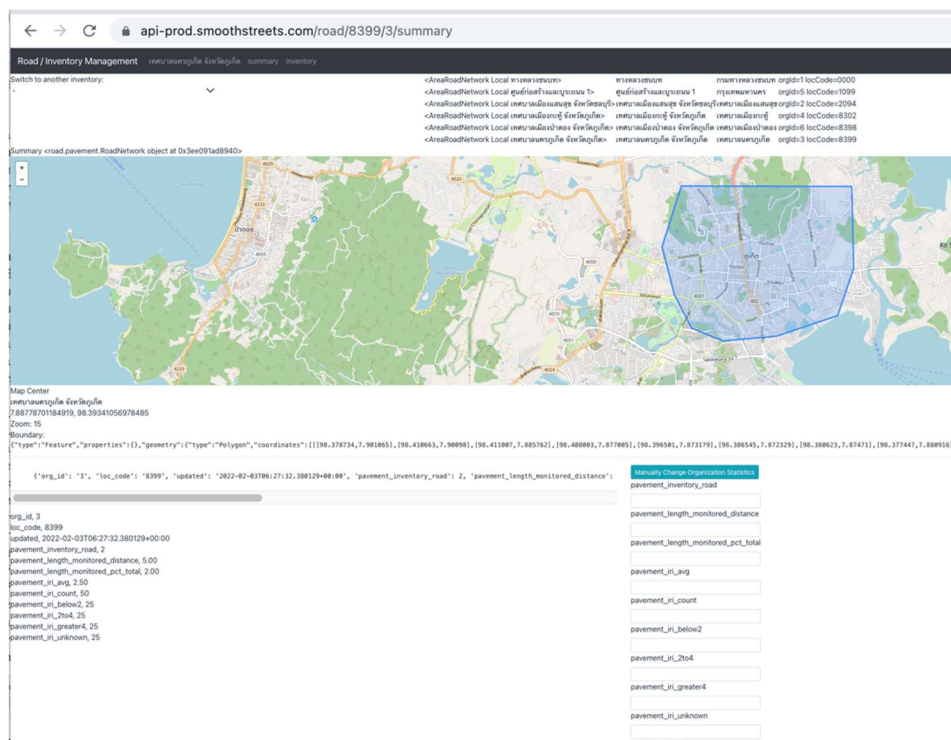 api-prod.smoothstreets.com/road/8399/3/summary
Road / Inventory Management เทศบาลนครภูเก็ต จังหวัดภูเก็ต summary inventory
Switch to another inventory:
-
<AreaRoadNetwork Local ทางหลวงชนบท> ทางหลวงชนบท กรมทางหลวงชนบท orgId=1 locCode=0000
<AreaRoadNetwork Local ศูนย์ก่อสร้างและบูรณะถนน 1> ศูนย์ก่อสร้างและบูรณะถนน 1 กรุงเทพมหานคร orgId=5 locCode=1099
<AreaRoadNetwork Local เทศบาลเมืองแสนสุข จังหวัดชลบุรี> เทศบาลเมืองแสนสุข จังหวัดชลบุรี เทศบาลเมืองแสนสุข orgId=2 locCode=2094
<AreaRoadNetwork Local เทศบาลเมืองกะทู้ จังหวัดภูเก็ต> เทศบาลเมืองกะทู้ จังหวัดภูเก็ต เทศบาลเมืองกะทู้ orgId=4 locCode=8302
<AreaRoadNetwork Local เทศบาลเมืองป่าตอง จังหวัดภูเก็ต> เทศบาลเมืองป่าตอง จังหวัดภูเก็ต เทศบาลเมืองป่าตอง orgId=6 locCode=8398
<AreaRoadNetwork Local เทศบาลนครภูเก็ต จังหวัดภูเก็ต> เทศบาลนครภูเก็ต จังหวัดภูเก็ต เทศบาลนครภูเก็ต orgId=3 locCode=8399
Summary <road.pavement.RoadNetwork object at 0x3ee091ad8940>
+
-
4029
4233
ป่าตอง
4055
4233
4010
4051
4024
4021
402
ภูเก็ต
Ko S
Map Center
เทศบาลนครภูเก็ต จังหวัดภูเก็ต
7.88778701184919, 98.39341056978485
Zoom: 15
Boundary:
{"type":"Feature","properties":{},"geometry":{"type":"Polygon","coordinates":[[[98.378734,7.901065],[98.410663,7.90098],[98.411007,7.885762],[98.408003,7.877005],[98.396501,7.873179],[98.386545,7.872329],[98.380623,7.87471],[98.377447,7.880916]
{'org_id': '3', 'loc_code': '8399', 'updated': '2022-02-03T06:27:32.380129+00:00', 'pavement_inventory_road': 2, 'pavement_length_monitored_distance':
org_id, 3
loc_code, 8399
updated, 2022-02-03T06:27:32.380129+00:00
pavement_inventory_road, 2
pavement_length_monitored_distance, 5.00
pavement_length_monitored_pct_total, 2.00
pavement_iri_avg, 2.50
pavement_iri_count, 50
pavement_iri_below2, 25
pavement_iri_2to4, 25
pavement_iri_greater4, 25
pavement_iri_unknown, 25
Manually Change Organization Statistics
pavement_inventory_road
pavement_length_monitored_distance
pavement_length_monitored_pct_total
pavement_iri_avg
pavement_iri_count
pavement_iri_below2
pavement_iri_2to4
pavement_iri_greater4
pavement_iri_unknown